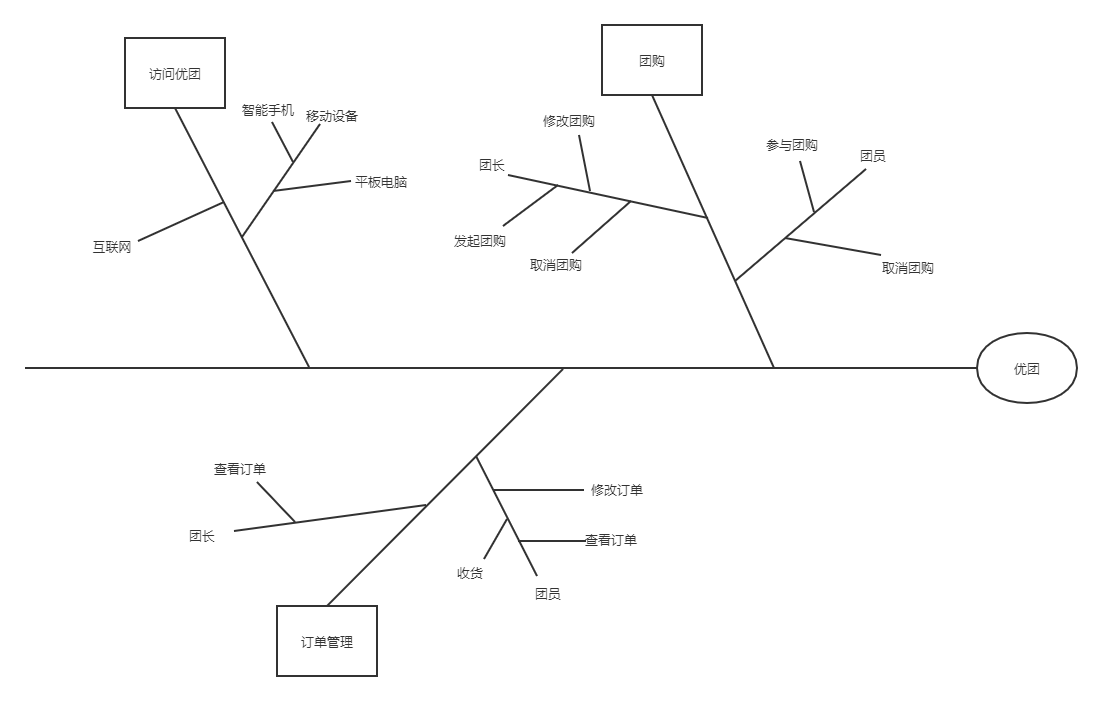 访问优团
智能手机
移动设备
平板电脑
互联网
团购
修改团购
团长
发起团购
取消团购
参与团购
团员
取消团购
优团
查看订单
团长
修改订单
查看订单
收货
团员
订单管理